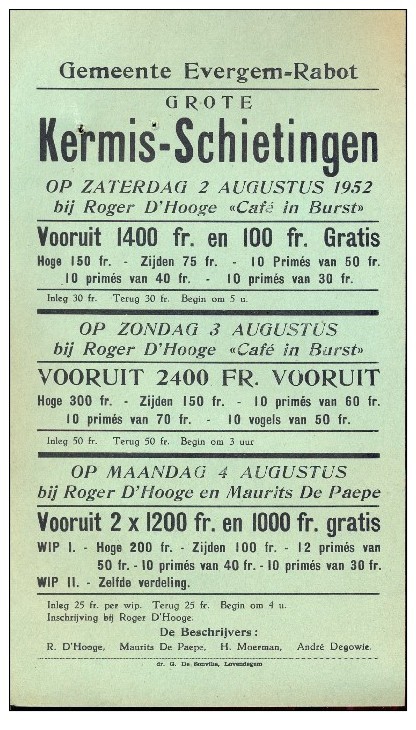 Gemeente Evergem-Rabot
GROTE
Kermis-Schietingen
OP ZATERDAG 2 AUGUSTUS 1952
bij Roger D'Hooge «Café in Burst»
Vooruit 1400 fr. en 100 fr. Gratis
Hoge 150 fr. - Zijden 75 fr. - 10 Primés van 50 fr.
10 primés van 40 fr. - 10 primés van 30 fr.
Inleg 30 fr. Terug 30 fr. Begin om 5 u.
OP ZONDAG 3 AUGUSTUS
bij Roger D'Hooge «Café in Burst»
VOORUIT 2400 FR. VOORUIT
Hoge 300 fr. - Zijden 150 fr. - 10 primés van 60 fr.
10 primés van 70 fr. - 10 vogels van 50 fr.
Inleg 50 fr. Terug 50 fr. Begin om 3 uur
OP MAANDAG 4 AUGUSTUS
bij Roger D'Hooge en Maurits De Paepe
Vooruit 2 x 1200 fr. en 1000 fr. gratis
WIP I. - Hoge 200 fr. - Zijden 100 fr. - 12 primés van
50 fr. - 10 primés van 40 fr. - 10 primés van 30 fr.
WIP II. - Zelfde verdeling.
Inleg 25 fr. per wip. Terug 25 fr. Begin om 4 u.
Inschrijving bij Roger D'Hooge.
De Beschrijvers:
R. D'Hooge, Maurits De Paepe, H. Moerman, André Degowie.
dr. G. De Sonville, Lovendegem